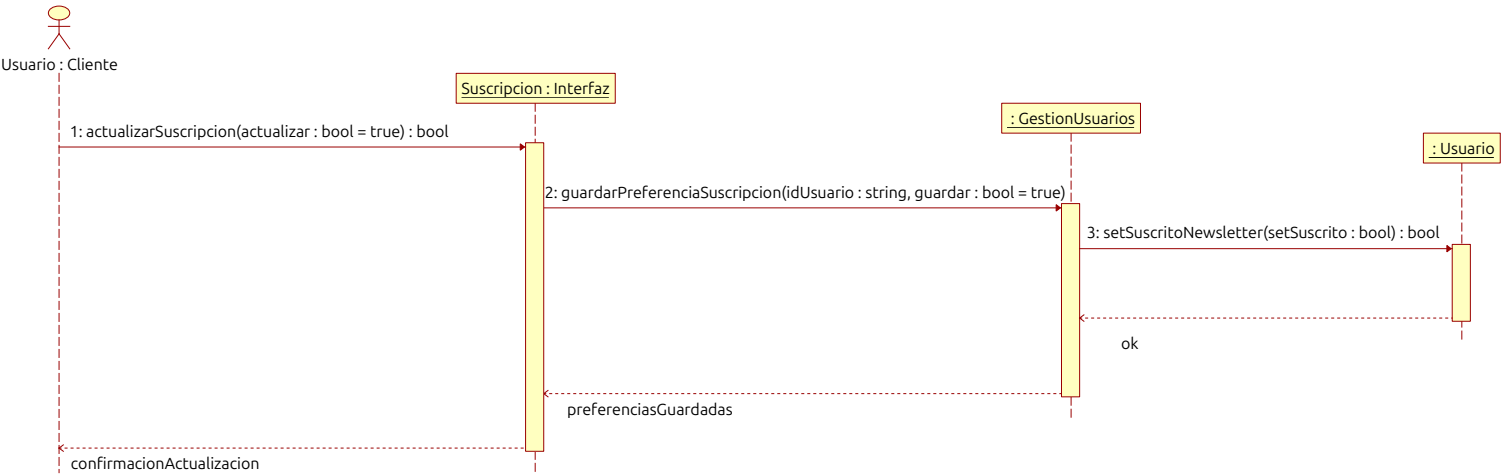 Usuario : Cliente
Suscripcion : Interfaz
: GestionUsuarios
: Usuario
1: actualizarSuscripcion(actualizar : bool = true) : bool
2: guardarPreferenciaSuscripcion(idUsuario : string, guardar : bool = true)
3: setSuscritoNewsletter(setSuscrito : bool) : bool
ok
preferenciasGuardadas
confirmacionActualizacion